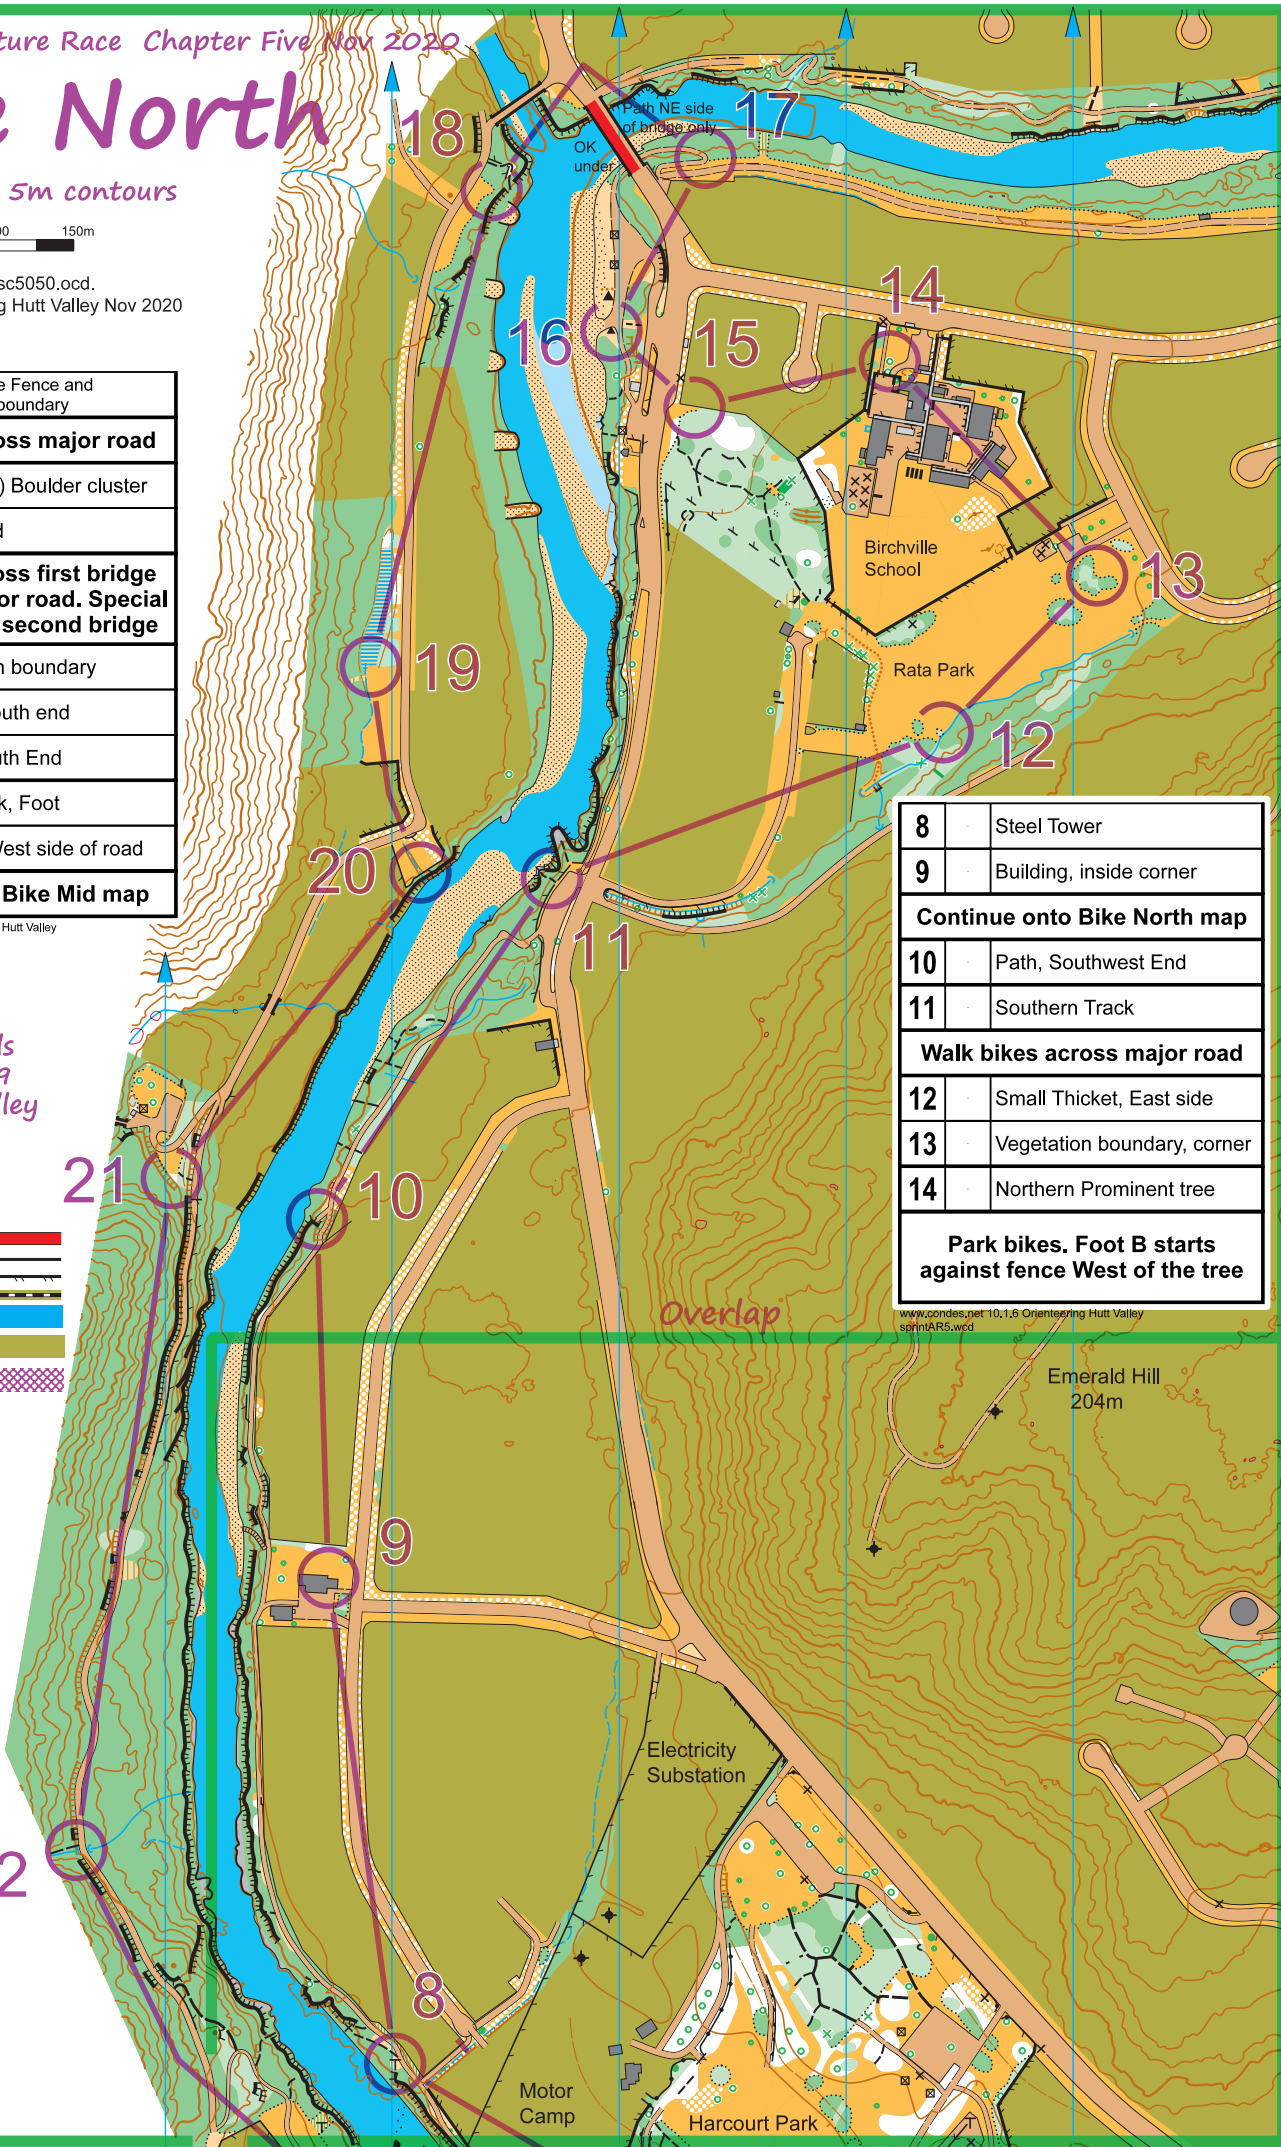 ture Race Chapter Five Nov 2020
e North
5m contours
00 150m
sc5050.ocd.
g Hutt Valley Nov 2020
e Fence and
boundary
oss major road
) Boulder cluster
d
oss first bridge
or road. Special
second bridge
n boundary
outh end
uth End
k, Foot
West side of road
Bike Mid map
Hutt Valley
ls
9
lley
18
Path NE side
of bridge only
OK
under
17
14
16
15
Birchville
School
13
19
Rata Park
12
20
11
8 Steel Tower
9 Building, inside corner
Continue onto Bike North map
10 Path, Southwest End
11 Southern Track
Walk bikes across major road
12 Small Thicket, East side
13 Vegetation boundary, corner
14 Northern Prominent tree
Park bikes. Foot B starts
against fence West of the tree
www.condes.net 10.1.6 Orienteering Hutt Valley
sprintAR5.wcd
21
10
Overlap
Emerald Hill
204m
9
Electricity
Substation
2
8
Motor
Camp
Harcourt Park